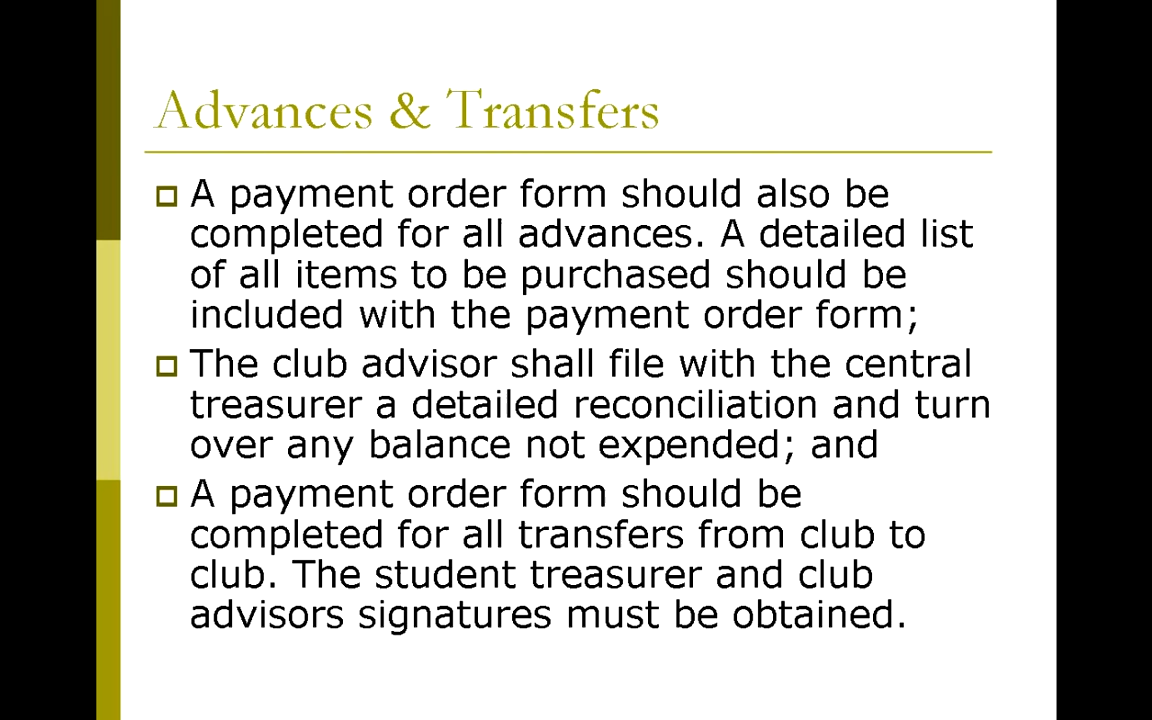 Advances & Transfers
A payment order form should also be
completed for all advances. A detailed list
of all items to be purchased should be
included with the payment order form;
The club advisor shall file with the central
treasurer a detailed reconciliation and turn
over any balance not expended; and
A payment order form should be
completed for all transfers from club to
club. The student treasurer and club
advisors signatures must be obtained.